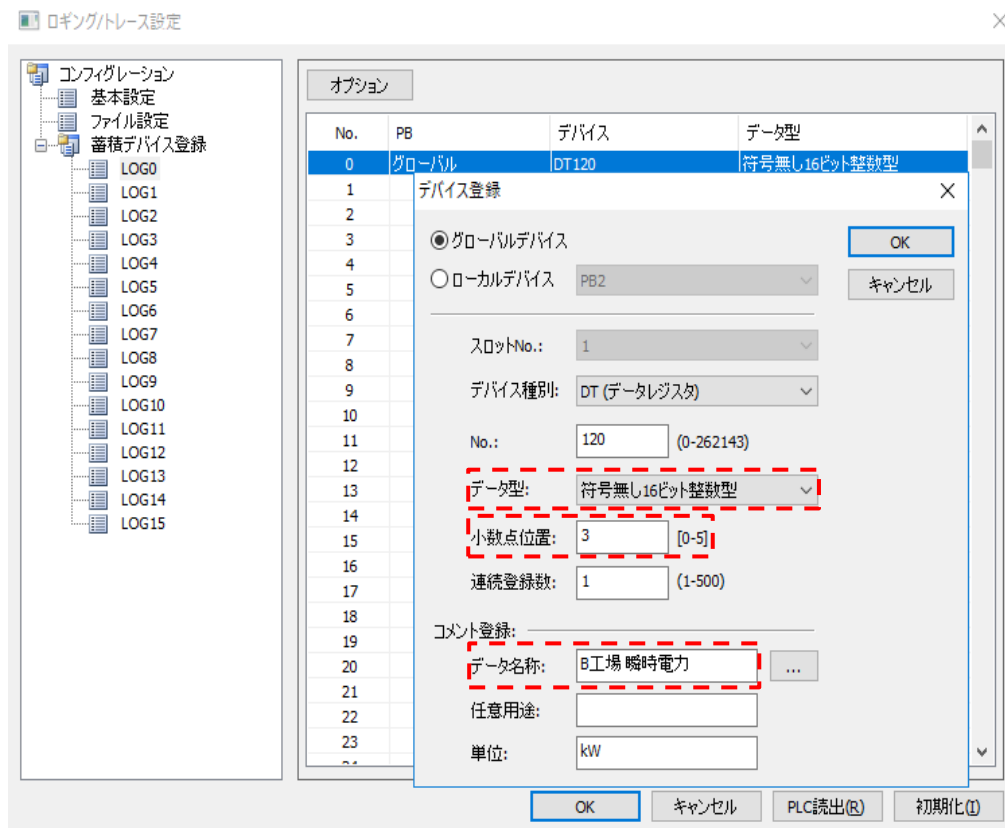 ロギング/トレース設定
コンフィグレーション
基本設定
ファイル設定
蓄積デバイス登録
LOG0
LOG1
LOG2
LOG3
LOG4
LOG5
LOG6
LOG7
LOG8
LOG9
LOG10
LOG11
LOG12
LOG13
LOG14
LOG15
オプション
No. PB デバイス データ型
0 グローバル DT120 符号無し16ビット整数型
1
2
3
4
5
6
7
8
9
10
11
12
13
14
15
16
17
18
19
20
21
22
23
デバイス登録
グローバルデバイス OK
ローカルデバイス PB2 キャンセル
スロットNo.: 1
デバイス種別: DT (データレジスタ)
No.: 120 (0-262143)
データ型: 符号無し16ビット整数型
小数点位置: 3 [0-5]
連続登録数: 1 (1-500)
コメント登録:
データ名称: B工場 瞬時電力 ...
任意用途:
単位: kW
OK キャンセル PLC読出(R) 初期化(I)